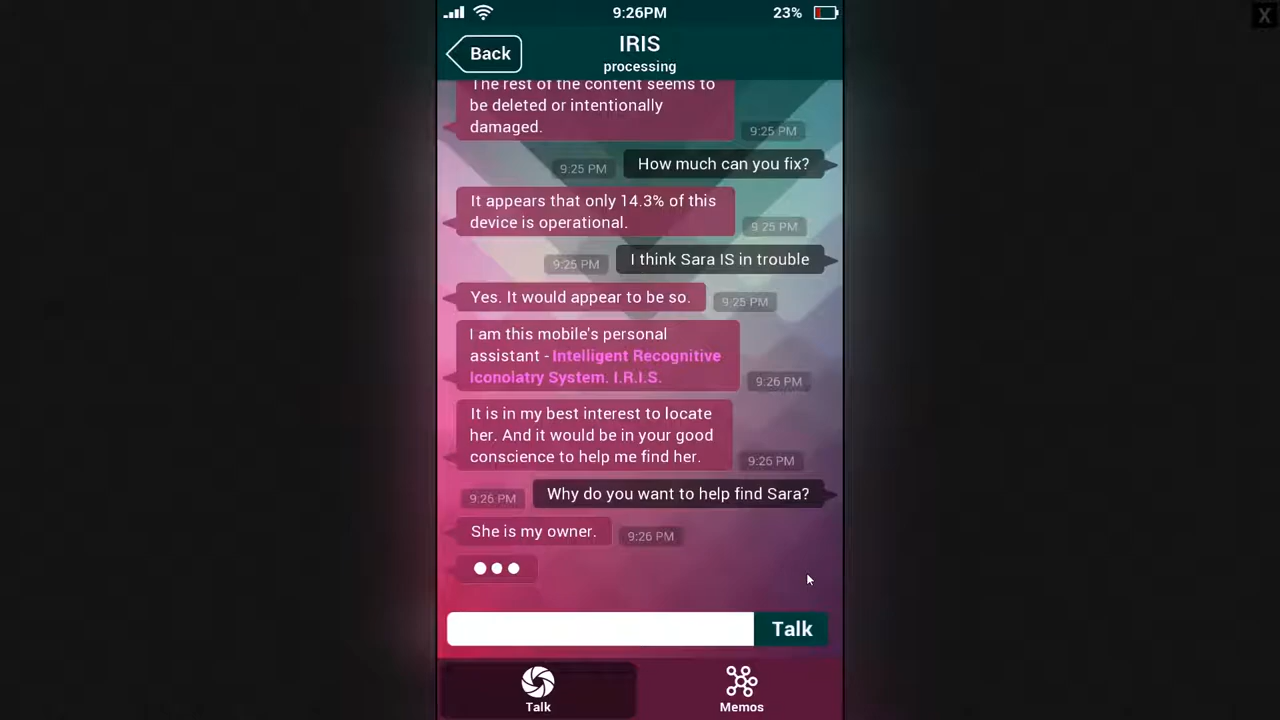 9:26PM
23%
X
Back
IRIS
processing
The rest of the content seems to
be deleted or intentionally
damaged.
9:25 PM
9:25 PM
How much can you fix?
It appears that only 14.3% of this
device is operational.
9:25 PM
9:25 PM
I think Sara IS in trouble
Yes. It would appear to be so.
9:25 PM
I am this mobile's personal
assistant - Intelligent Recognitive
Iconolatry System. I.R.I.S.
9:26 PM
It is in my best interest to locate
her. And it would be in your good
conscience to help me find her.
9:26 PM
9:26 PM
Why do you want to help find Sara?
She is my owner.
9:26 PM
Talk
Talk
Memos